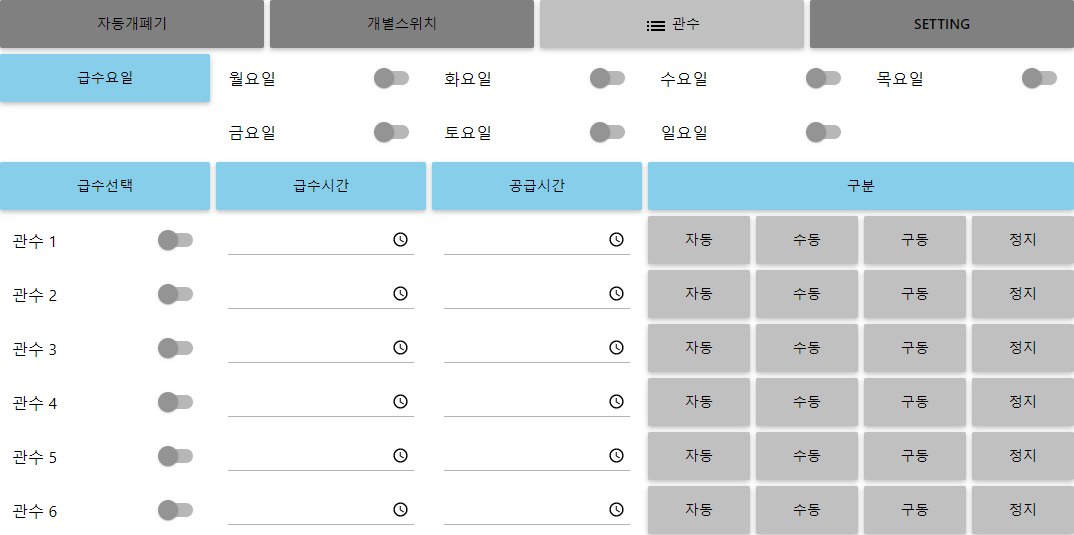 자동개폐기 개별스위치 관수 SETTING
급수요일 월요일 화요일 수요일 목요일
금요일 토요일 일요일
급수선택 급수시간 공급시간 구분
관수 1 자동 수동 구동 정지
관수 2 자동 수동 구동 정지
관수 3 자동 수동 구동 정지
관수 4 자동 수동 구동 정지
관수 5 자동 수동 구동 정지
관수 6 자동 수동 구동 정지